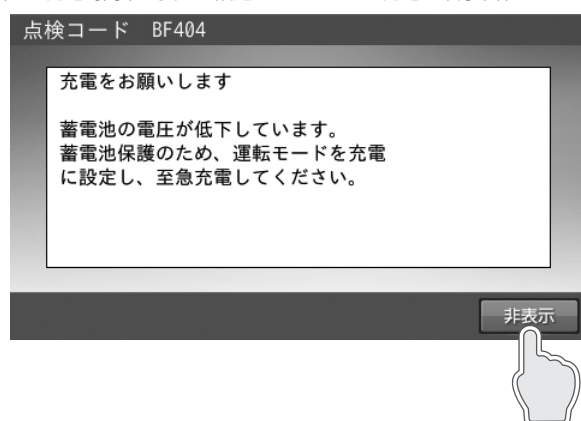 点検コード BF404
充電をお願いします
蓄電池の電圧が低下しています。
蓄電池保護のため、運転モードを充電
に設定し、至急充電してください。
非表示